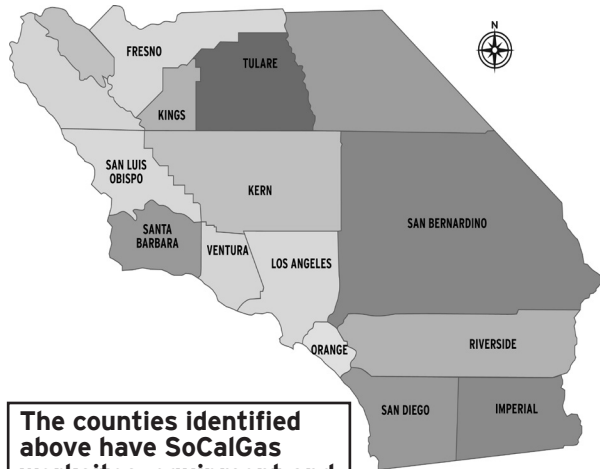 N
FRESNO
TULARE
KINGS
SAN LUIS
OBISPO
KERN
SANTA
BARBARA
VENTURA
LOS ANGELES
SAN BERNARDINO
ORANGE
RIVERSIDE
SAN DIEGO
IMPERIAL
The counties identified
above have SoCalGas